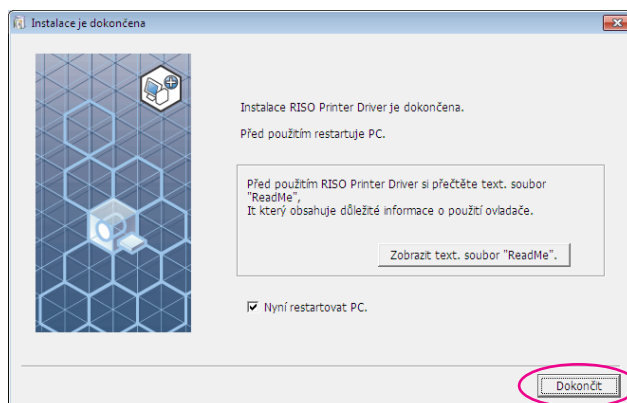 Instalace je dokončena
Instalace RISO Printer Driver je dokončena.
Před použitím restartuje PC.
Před použitím RISO Printer Driver si přečtěte text. soubor
"ReadMe",
It který obsahuje důležité informace o použití ovladače.
Zobrazit text. soubor "ReadMe".
Nyní restartovat PC.
Dokončit